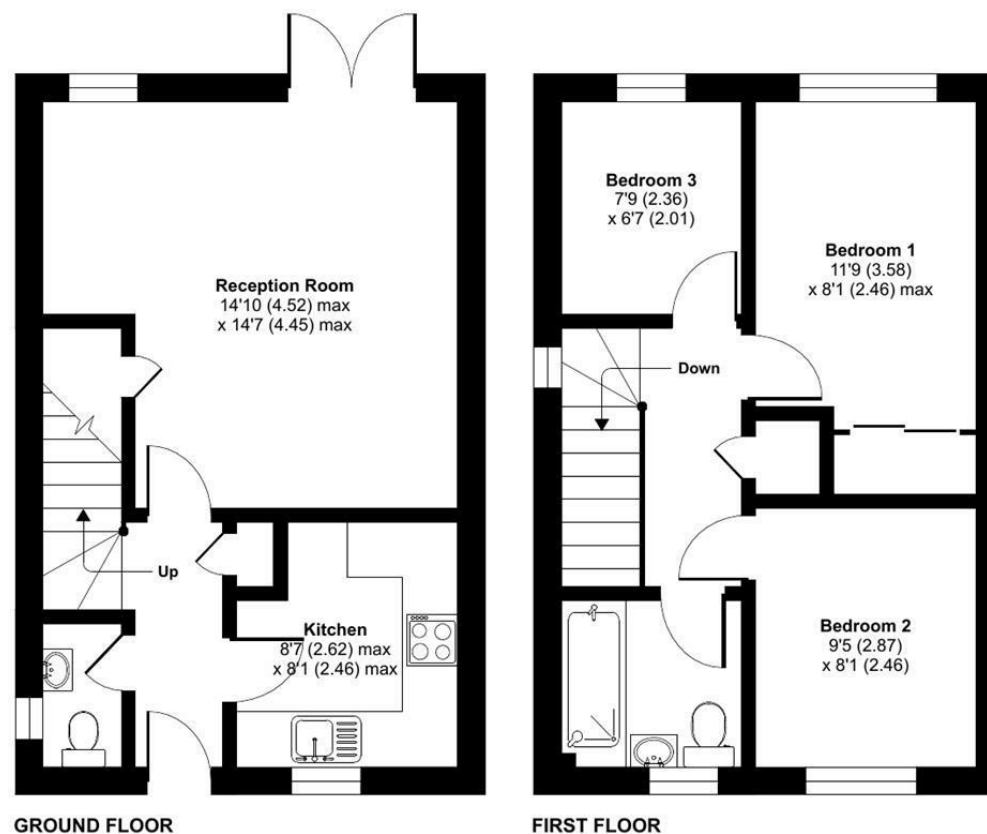 Reception Room
14'10 (4.52) max
x 14'7 (4.45) max
Up
Kitchen
8'7 (2.62) max
x 8'1 (2.46) max
GROUND FLOOR
Bedroom 3
7'9 (2.36)
x 6'7 (2.01)
Bedroom 1
11'9 (3.58)
x 8'1 (2.46) max
Down
Bedroom 2
9'5 (2.87)
x 8'1 (2.46)
FIRST FLOOR